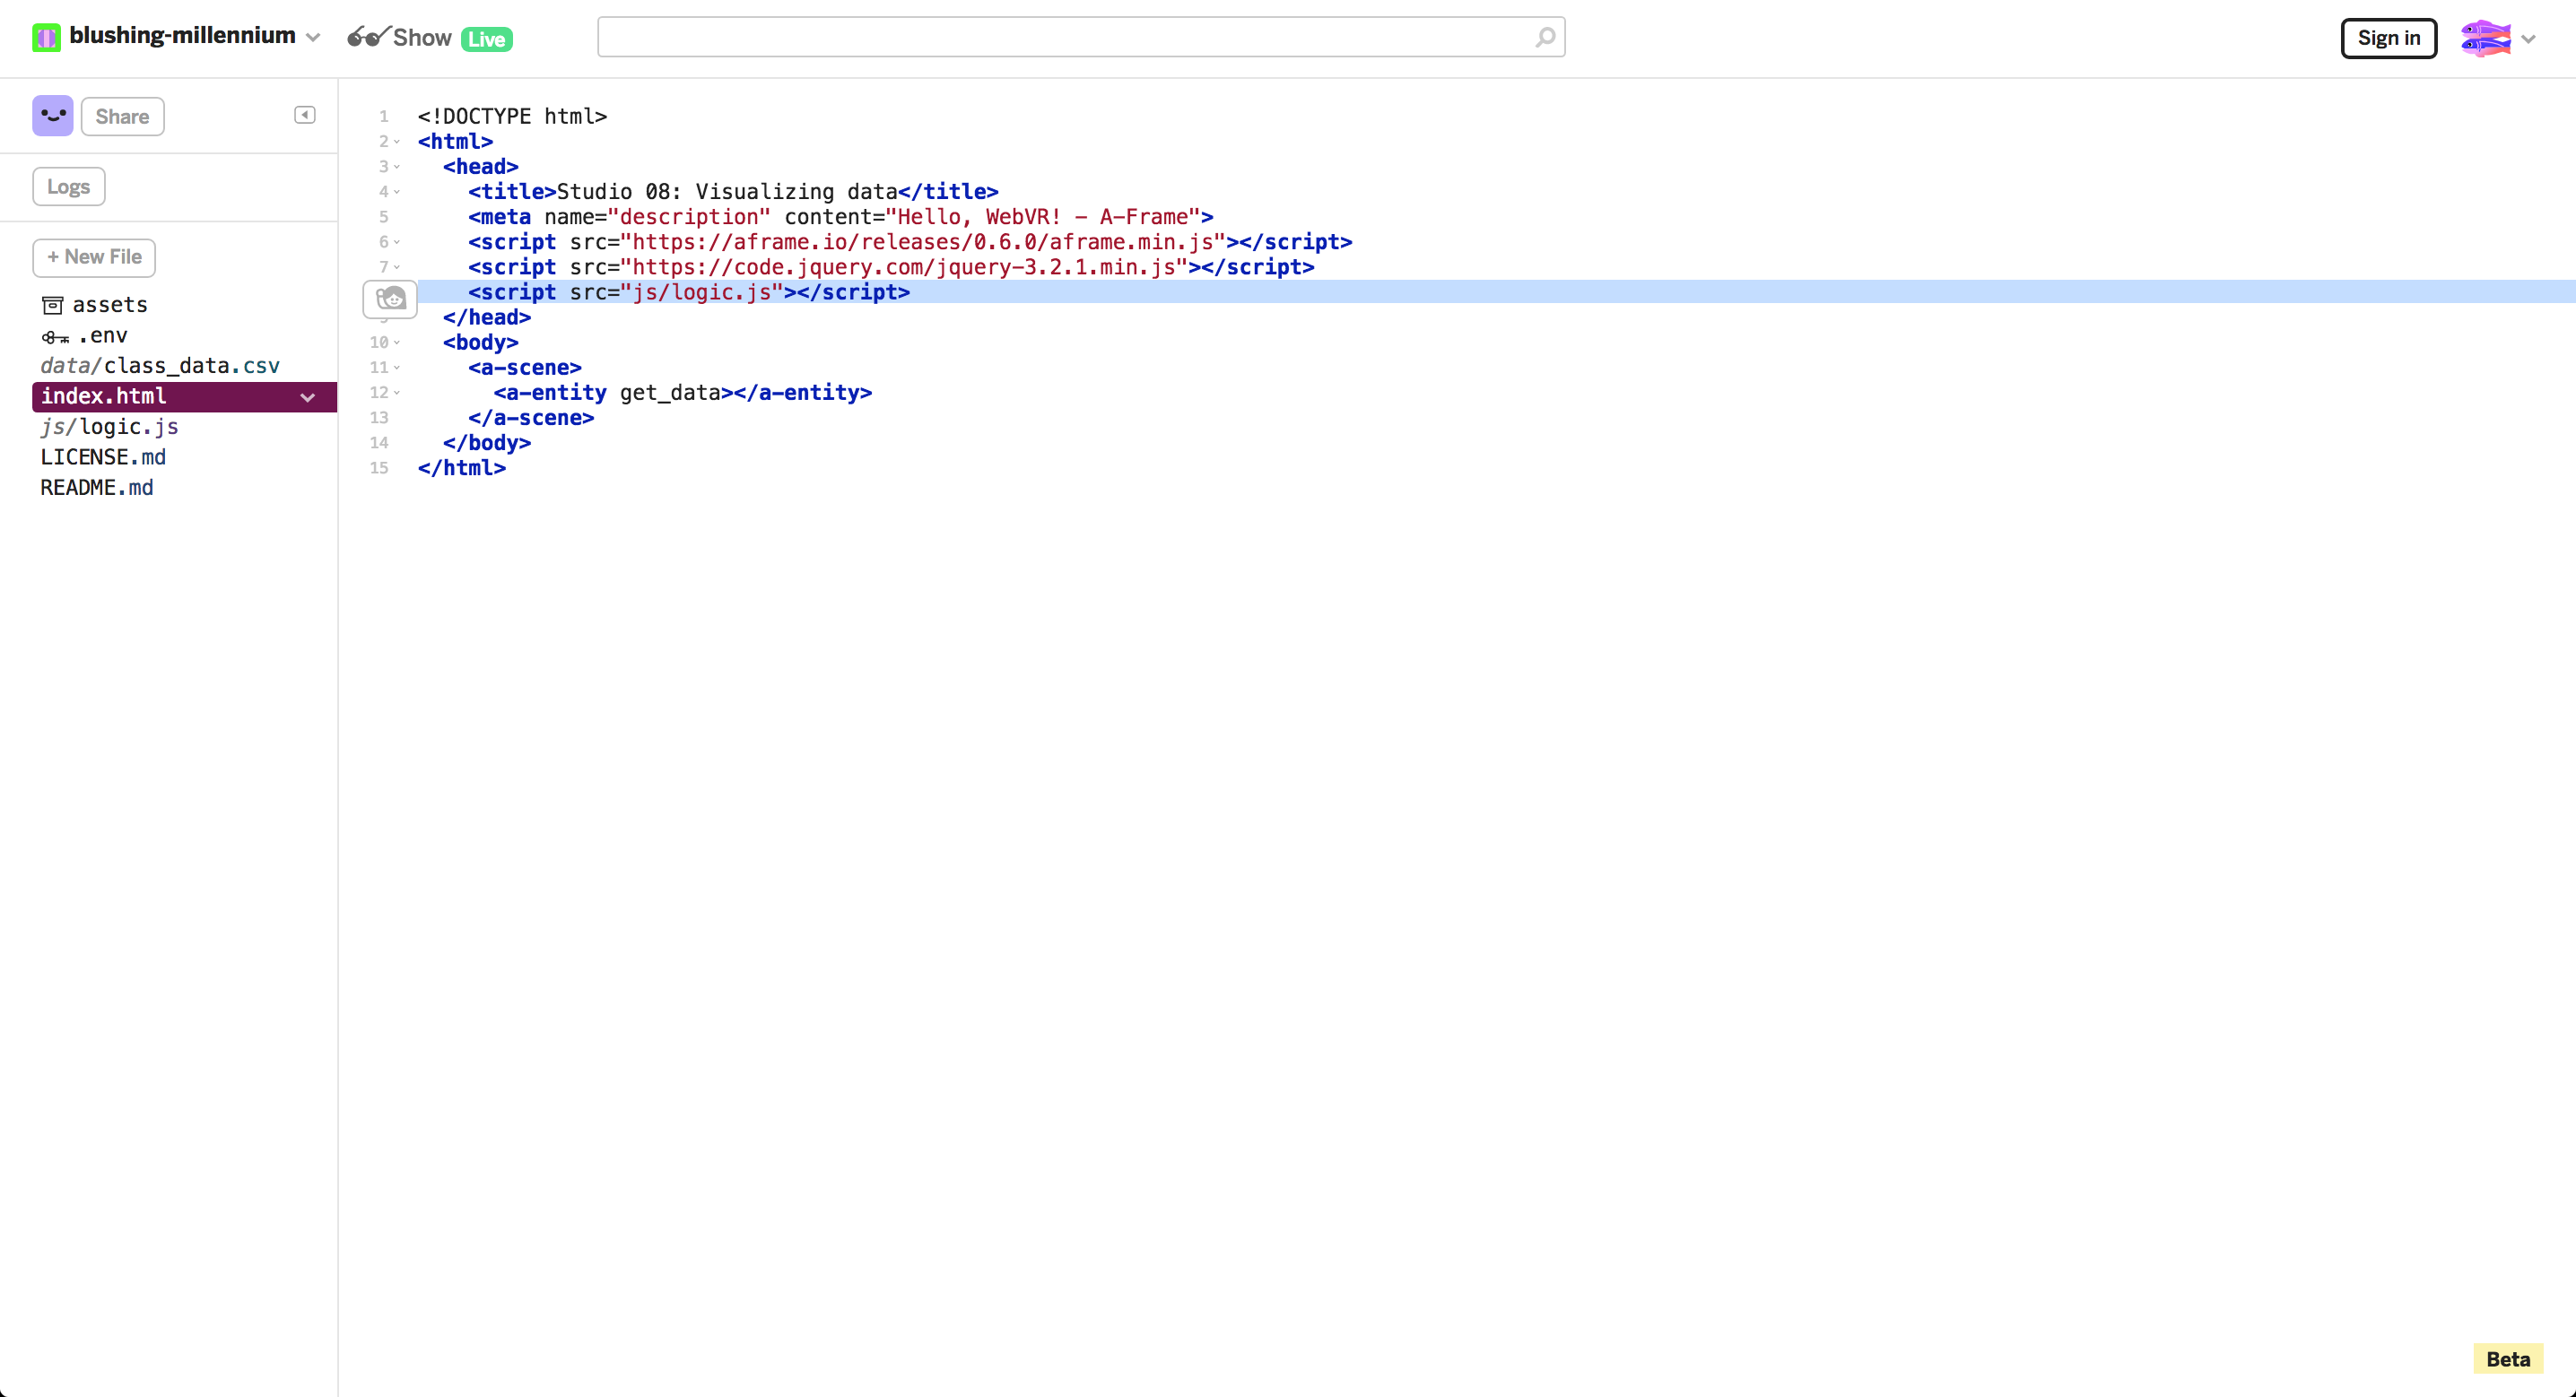 blushing-millennium Show Live
Sign in
Share
Logs
+ New File
assets
.env
data/class_data.csv
index.html
js/logic.js
LICENSE.md
README.md
1 <!DOCTYPE html>
2 <html>
3 <head>
4 <title>Studio 08: Visualizing data</title>
5 <meta name="description" content="Hello, WebVR! - A-Frame">
6 <script src="https://aframe.io/releases/0.6.0/aframe.min.js"></script>
7 <script src="https://code.jquery.com/jquery-3.2.1.min.js"></script>
<script src="js/logic.js"></script>
</head>
10 <body>
11 <a-scene>
12 <a-entity get_data></a-entity>
13 </a-scene>
14 </body>
15 </html>
Beta